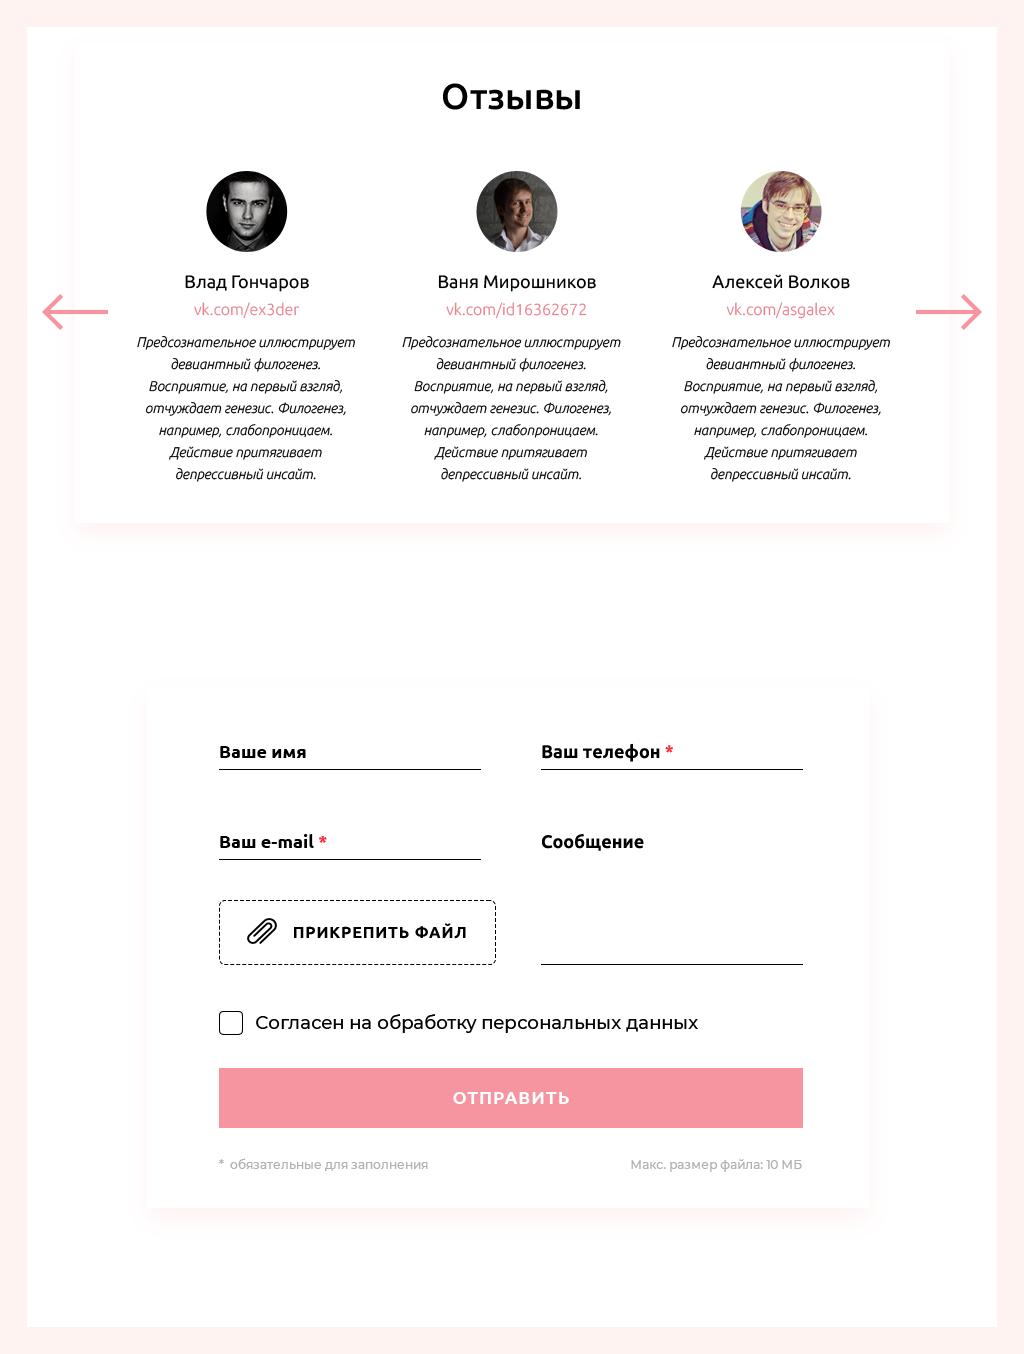 Отзывы
Влад Гончаров
vk.com/ex3der
Предсознательное иллюстрирует
девиантный филогенез.
Восприятие, на первый взгляд,
отчуждает генезис. Филогенез,
например, слабопроницаем.
Действие притягивает
депрессивный инсайт.
Ваня Мирошников
vk.com/id16362672
Предсознательное иллюстрирует
девиантный филогенез.
Восприятие, на первый взгляд,
отчуждает генезис. Филогенез,
например, слабопроницаем.
Действие притягивает
депрессивный инсайт.
Алексей Волков
vk.com/asgalex
Предсознательное иллюстрирует
девиантный филогенез.
Восприятие, на первый взгляд,
отчуждает генезис. Филогенез,
например, слабопроницаем.
Действие притягивает
депрессивный инсайт.
Ваше имя
Ваш телефон *
Ваш e-mail *
Сообщение
ПРИКРЕПИТЬ ФАЙЛ
Согласен на обработку персональных данных
ОТПРАВИТЬ
* обязательные для заполнения
Макс. размер файла: 10 МБ